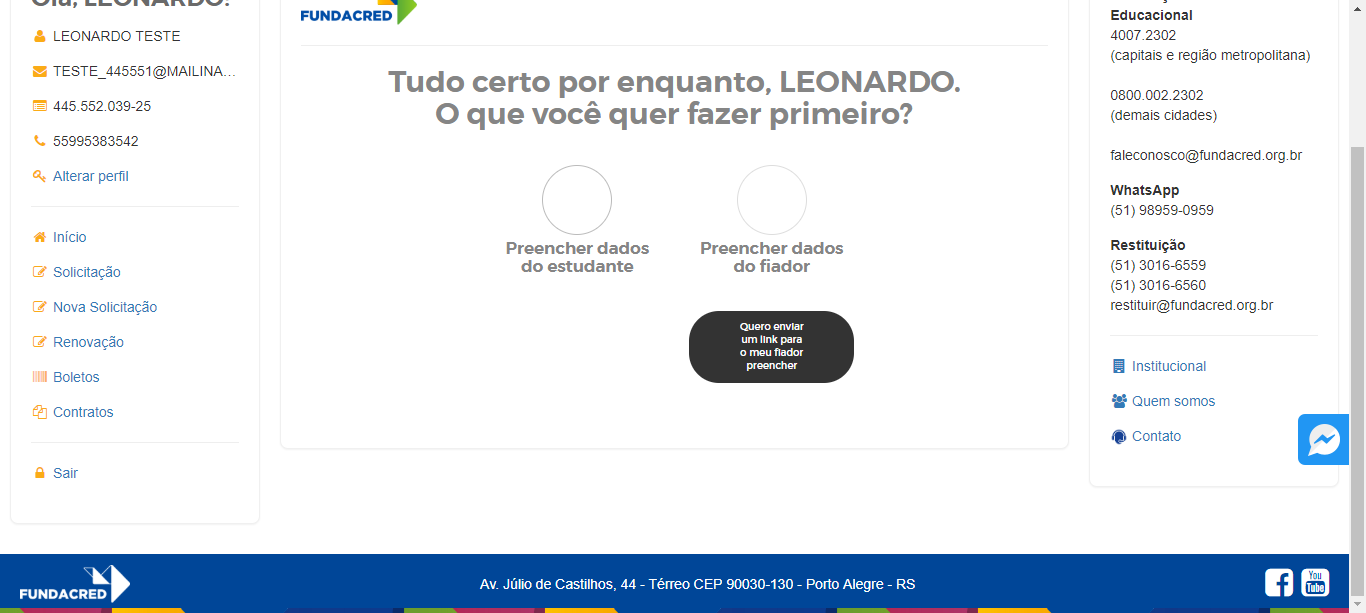 Olá, LEONARDO!
LEONARDO TESTE
TESTE_445551@MAILINA...
445.552.039-25
55995383542
Alterar perfil
Início
Solicitação
Nova Solicitação
Renovação
Boletos
Contratos
Sair
FUNDACRED
Tudo certo por enquanto, LEONARDO.
O que você quer fazer primeiro?
Preencher dados
do estudante
Preencher dados
do fiador
Quero enviar
um link para
o meu fiador
preencher
Educacional
4007.2302
(capitais e região metropolitana)
0800.002.2302
(demais cidades)
faleconosco@fundacred.org.br
WhatsApp
(51) 98959-0959
Restituição
(51) 3016-6559
(51) 3016-6560
restituir@fundacred.org.br
Institucional
Quem somos
Contato
FUNDACRED
Av. Júlio de Castilhos, 44 - Térreo CEP 90030-130 - Porto Alegre - RS
You
Tube